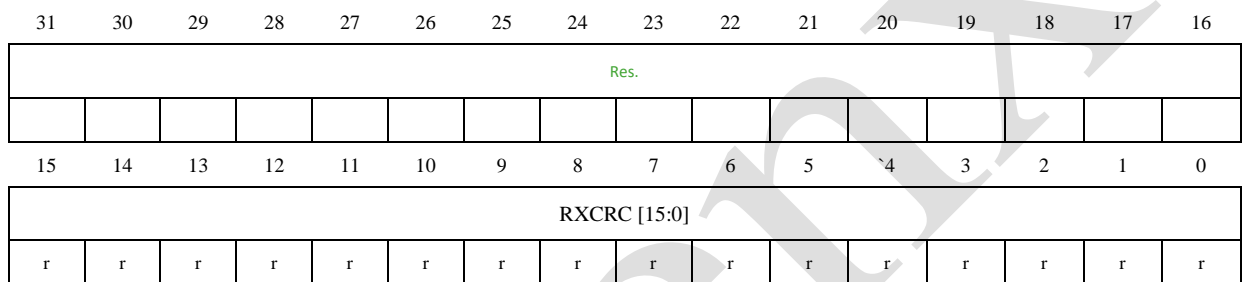 31 30 29 28 27 26 25 24 23 22 21 20 19 18 17 16
Res.
15 14 13 12 11 10 9 8 7 6 5 `4 3 2 1 0
RXCRC [15:0]
r r r r r r r r r r r r r r r r